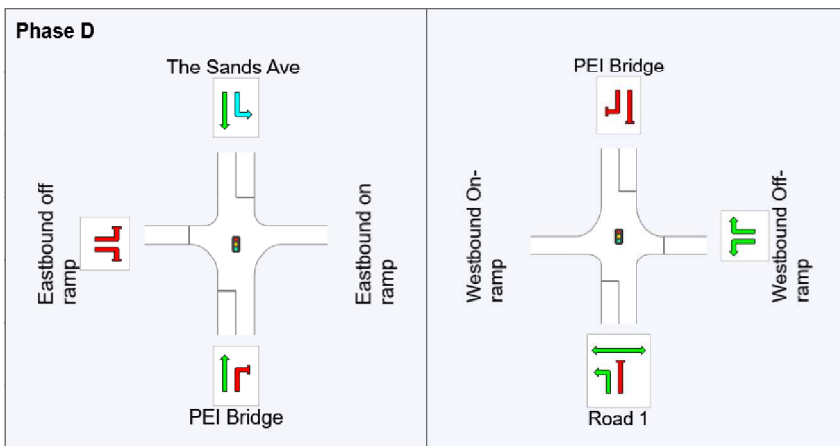 Phase D
The Sands Ave
Eastbound off
ramp
Eastbound on
ramp
PEI Bridge
PEI Bridge
Westbound On-
ramp
Westbound Off-
ramp
Road 1